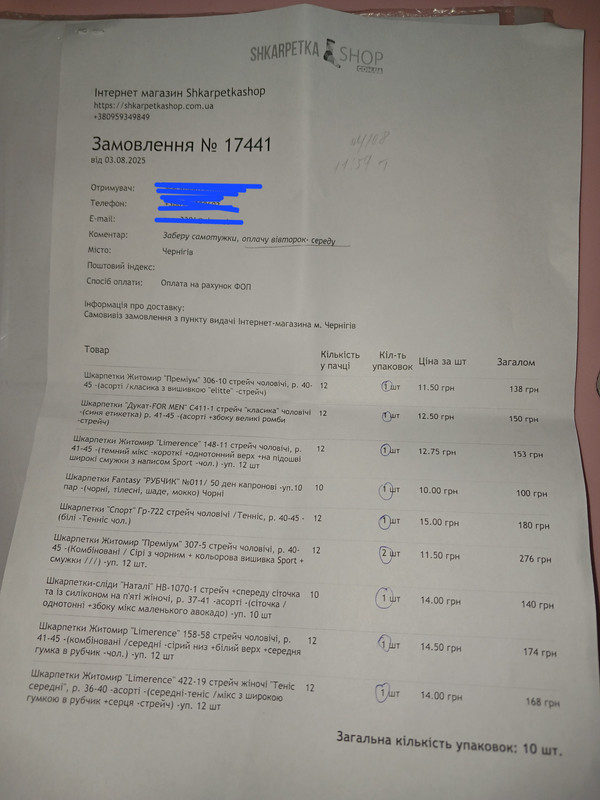 SHKARPETKA SHOP
.COM.UA
Інтернет магазин Shkarpetkashop
https://shkarpetkashop.com.ua
+380959349849
Замовлення № 17441
від 03.08.2025
Отримувач:
Телефон:
E-mail:
Коментар: Заберу самотужки, оплачу вівторок- середу
Місто: Чернігів
Поштовий індекс:
Спосіб оплати: Оплата на рахунок ФОП
Інформація про доставку:
Самовивіз замовлення з пункту видачі Інтернет-магазина м. Чернігів
Товар Кількість у пачці Кіл-ть упаковок Ціна за шт Загалом
Шкарпетки Житомир "Преміум" 306-10 стрейч чоловічі, р. 40- 12 1 шт 11.50 грн 138 грн
45 -(асорті /класика з вишивкою "elitte" -стрейч)
Шкарпетки "Дукат-FOR MEN" C411-1 стрейч "класика" чоловічі 12 1 шт 12.50 грн 150 грн
-(синя етикетка) р. 41-45 -(асорті +збоку великі ромби
-стрейч)
Шкарпетки Житомир "Limerence" 148-11 стрейч чоловічі, р. 12 1 шт 12.75 грн 153 грн
41-45 -(темний мікс -короткі +однотонний верх +на підошві
широкі смужки з написом Sport -чол.) -уп. 12 шт
Шкарпетки Fantasy "РУБЧИК" №011/ 50 ден капронові -уп.10 10 1 шт 10.00 грн 100 грн
пар -(чорні, тілесні, шаде, мокко) Чорні
Шкарпетки "Спорт" Гр-722 стрейч чоловічі /Тенніс, р. 40-45 - 12 1 шт 15.00 грн 180 грн
(білі -Тенніс чол.)
Шкарпетки Житомир "Преміум" 307-5 стрейч чоловічі, р. 40- 12 2 шт 11.50 грн 276 грн
45 -(Комбіновані / Сірі з чорним + кольорова вишивка Sport +
смужки ///) -уп. 12 шт.
Шкарпетки-сліди "Наталі" НВ-1070-1 стрейч +спереду сіточка 10 1 шт 14.00 грн 140 грн
та із силіконом на п'яті жіночі, р. 37-41 -асорті -(сіточка /
однотонні +збоку мікс маленького авокадо) -уп. 10 шт
Шкарпетки Житомир "Limerence" 158-58 стрейч чоловічі, р. 12 1 шт 14.50 грн 174 грн
41-45 -(комбіновані /середні -сірий низ +білий верх +середня
гумка в рубчик -чол.) -уп. 12 шт
Шкарпетки Житомир "Limerence" 422-19 стрейч жіночі "Теніс 12 1 шт 14.00 грн 168 грн
середні", р. 36-40 -асорті -(середні-теніс /мікс з широкою
гумкою в рубчик +серця -стрейч) -уп. 12 шт
Загальна кількість упаковок: 10 шт.